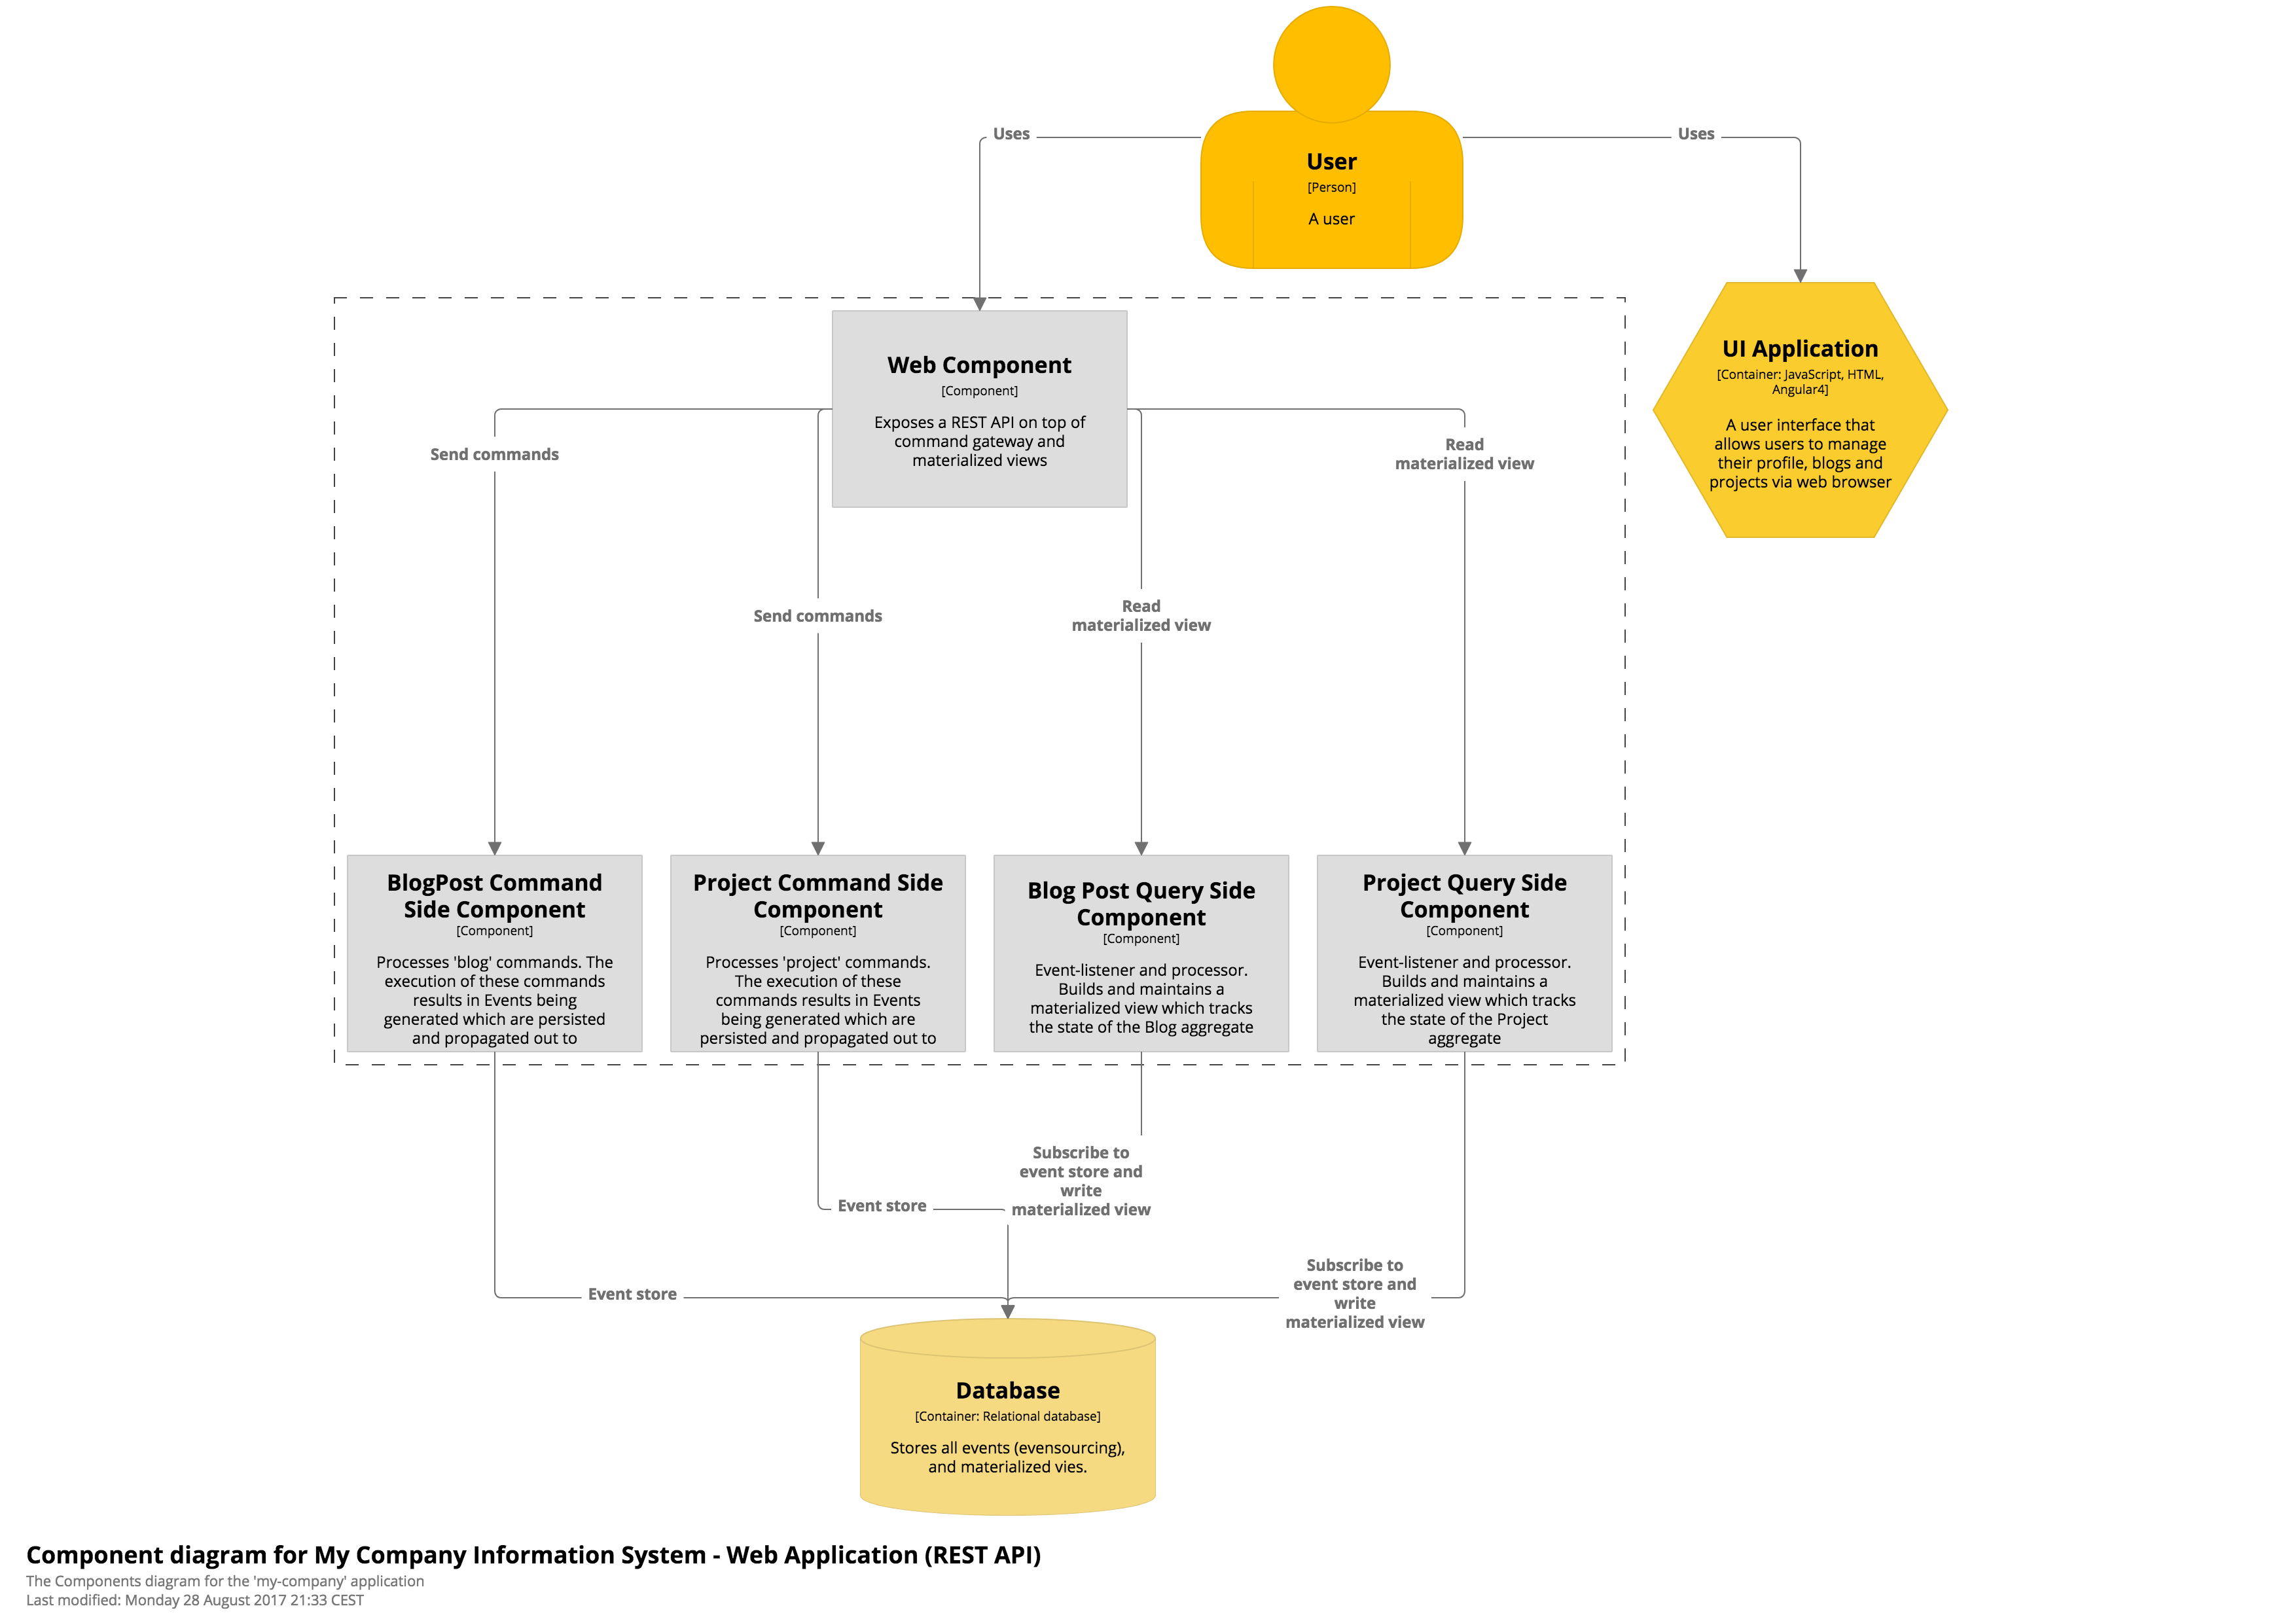 Uses
Uses
User
[Person]
A user
Web Component
[Component]
Exposes a REST API on top of
command gateway and
materialized views
UI Application
[Container: JavaScript, HTML,
Angular4]
A user interface that
allows users to manage
their profile, blogs and
projects via web browser
Send commands
Read
materialized view
Send commands
Read
materialized view
BlogPost Command
Side Component
[Component]
Processes 'blog' commands. The
execution of these commands
results in Events being
generated which are persisted
and propagated out to
Project Command Side
Component
[Component]
Processes 'project' commands.
The execution of these
commands results in Events
being generated which are
persisted and propagated out to
Blog Post Query Side
Component
[Component]
Event-listener and processor.
Builds and maintains a
materialized view which tracks
the state of the Blog aggregate
Project Query Side
Component
[Component]
Event-listener and processor.
Builds and maintains a
materialized view which tracks
the state of the Project
aggregate
Subscribe to
event store and
write
materialized view
Event store
Event store
Subscribe to
event store and
write
materialized view
Database
[Container: Relational database]
Stores all events (evensourcing),
and materialized vies.
Component diagram for My Company Information System - Web Application (REST API)
The Components diagram for the 'my-company' application
Last modified: Monday 28 August 2017 21:33 CEST